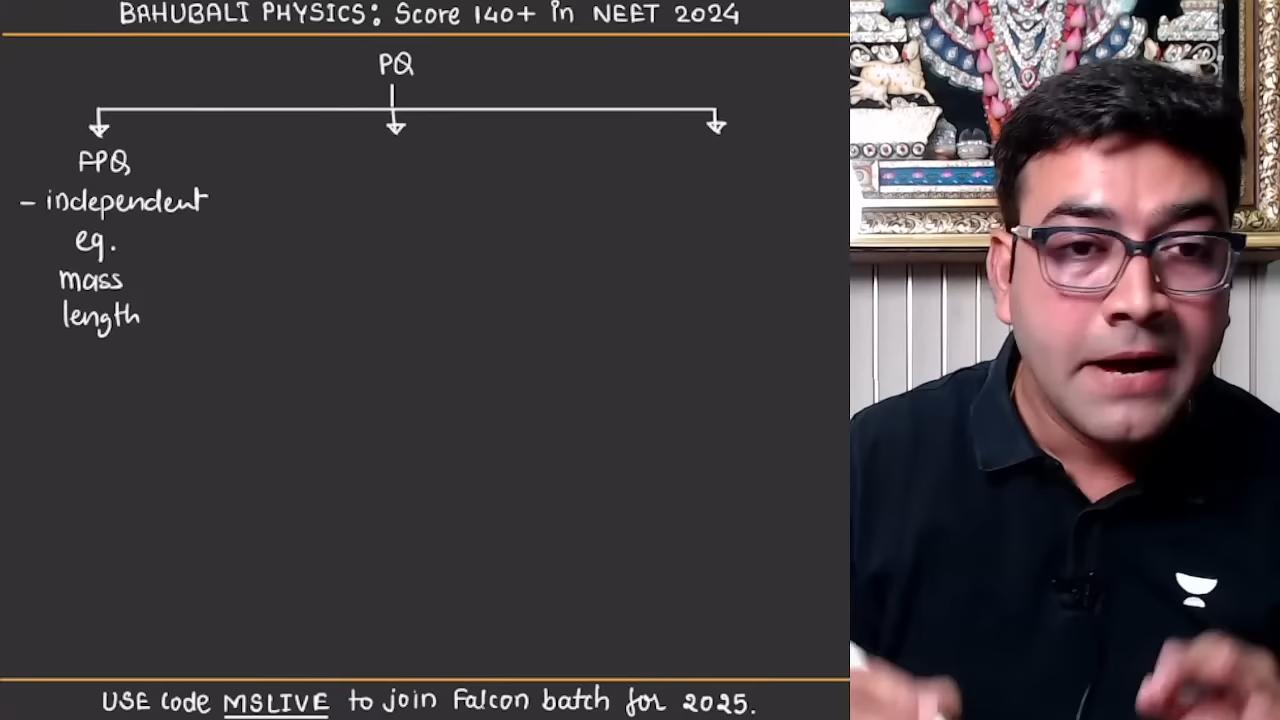 BAHUBALI PHYSICS: Score 140+ in NEET 2024
PQ
FPQ
- independent
eg.
mass
length
USE Code MSLIVE to join Falcon batch for 2025.